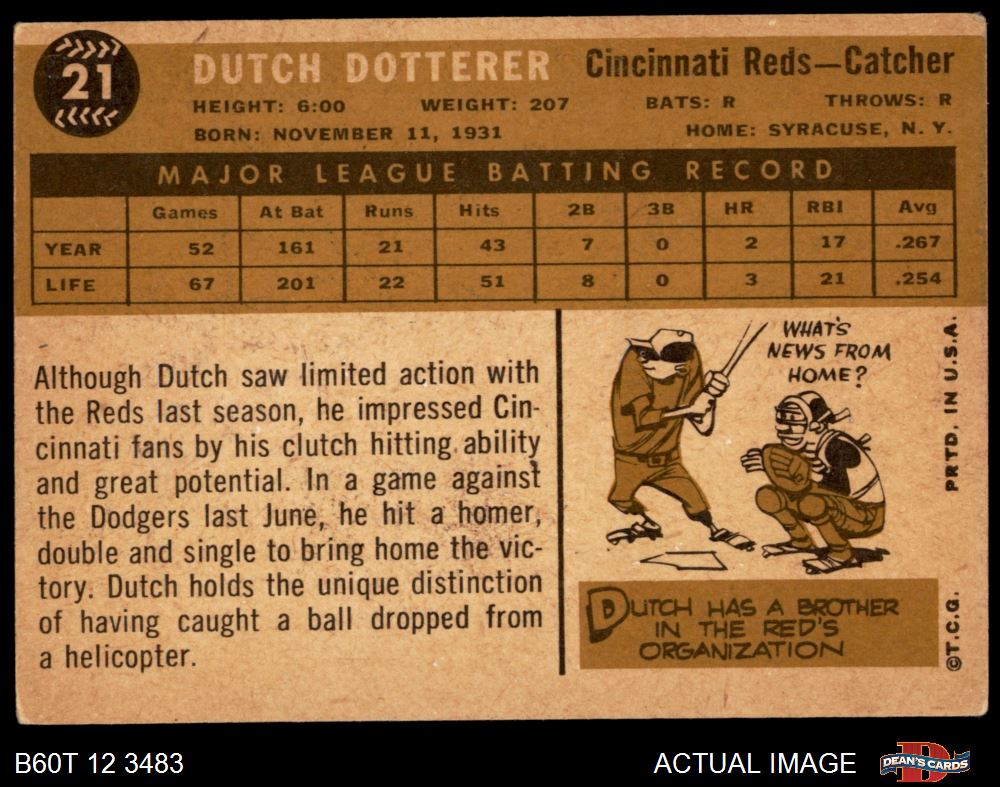 21
DUTCH DOTTERER Cincinnati Reds—Catcher
HEIGHT: 6:00 WEIGHT: 207 BATS: R THROWS: R
BORN: NOVEMBER 11, 1931 HOME: SYRACUSE, N. Y.
MAJOR LEAGUE BATTING RECORD
Games At Bat Runs Hits 2B 3B HR RBI Avg
YEAR 52 161 21 43 7 0 2 17 .267
LIFE 67 201 22 51 8 0 3 21 .254
Although Dutch saw limited action with
the Reds last season, he impressed Cin-
cinnati fans by his clutch hitting ability
and great potential. In a game against
the Dodgers last June, he hit a homer,
double and single to bring home the vic-
tory. Dutch holds the unique distinction
of having caught a ball dropped from
a helicopter.
WHAT'S
NEWS FROM
HOME?
DUTCH HAS A BROTHER
IN THE RED'S
ORGANIZATION
PRTD. IN U.S.A.
©T.C.G.
B60T 12 3483 ACTUAL IMAGE
D
DEAN'S CARDS